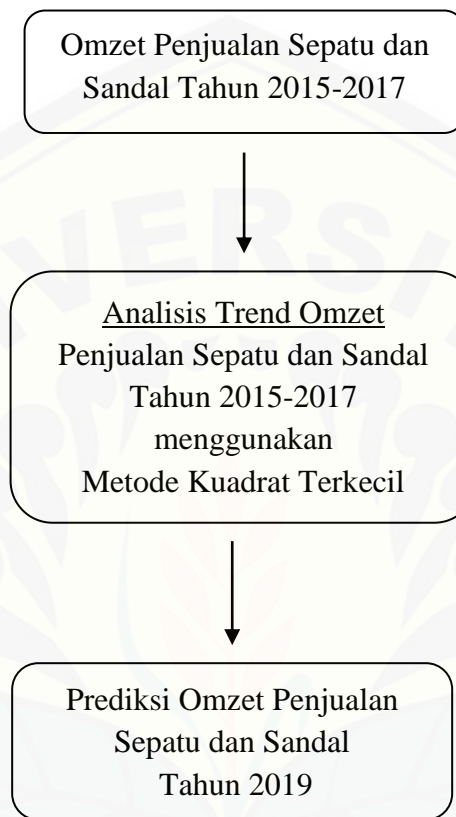 Omzet Penjualan Sepatu dan
Sandal Tahun 2015-2017
Analisis Trend Omzet
Penjualan Sepatu dan Sandal
Tahun 2015-2017
menggunakan
Metode Kuadrat Terkecil
Prediksi Omzet Penjualan
Sepatu dan Sandal
Tahun 2019